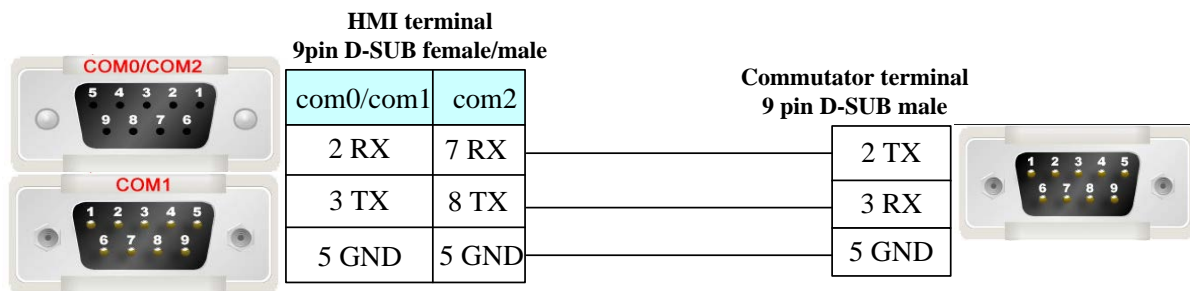 HMI terminal
9pin D-SUB female/male
COM0/COM2
5 4 3 2 1
9 8 7 6
COM1
1 2 3 4 5
6 7 8 9
com0/com1 com2
2 RX 7 RX
3 TX 8 TX
5 GND 5 GND
Commutator terminal
9 pin D-SUB male
2 TX
3 RX
5 GND
1 2 3 4 5
6 7 8 9